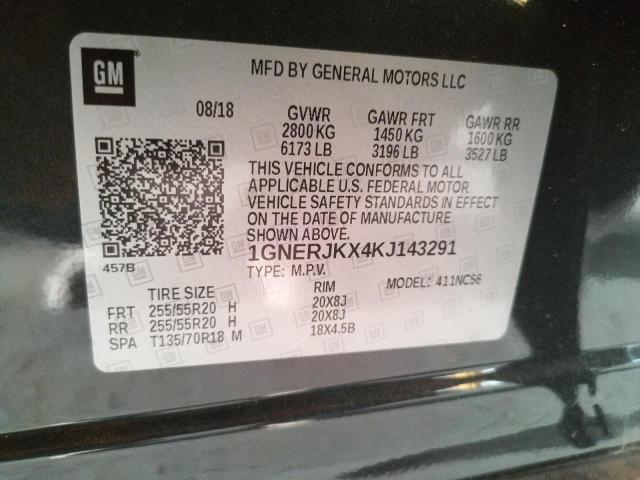 GM
MFD BY GENERAL MOTORS LLC
08/18 GVWR GAWR FRT GAWR RR
2800 KG 1450 KG 1600 KG
6173 LB 3196 LB 3527 LB
THIS VEHICLE CONFORMS TO ALL
APPLICABLE U.S. FEDERAL MOTOR
VEHICLE SAFETY STANDARDS IN EFFECT
ON THE DATE OF MANUFACTURE
SHOWN ABOVE.
1GNERJKX4KJ143291
457B
TYPE: M.P.V. MODEL: 411NC56
TIRE SIZE RIM
FRT 255/55R20 H 20X8J
RR 255/55R20 H 20X8J
SPA T135/70R18 M 18X4.5B